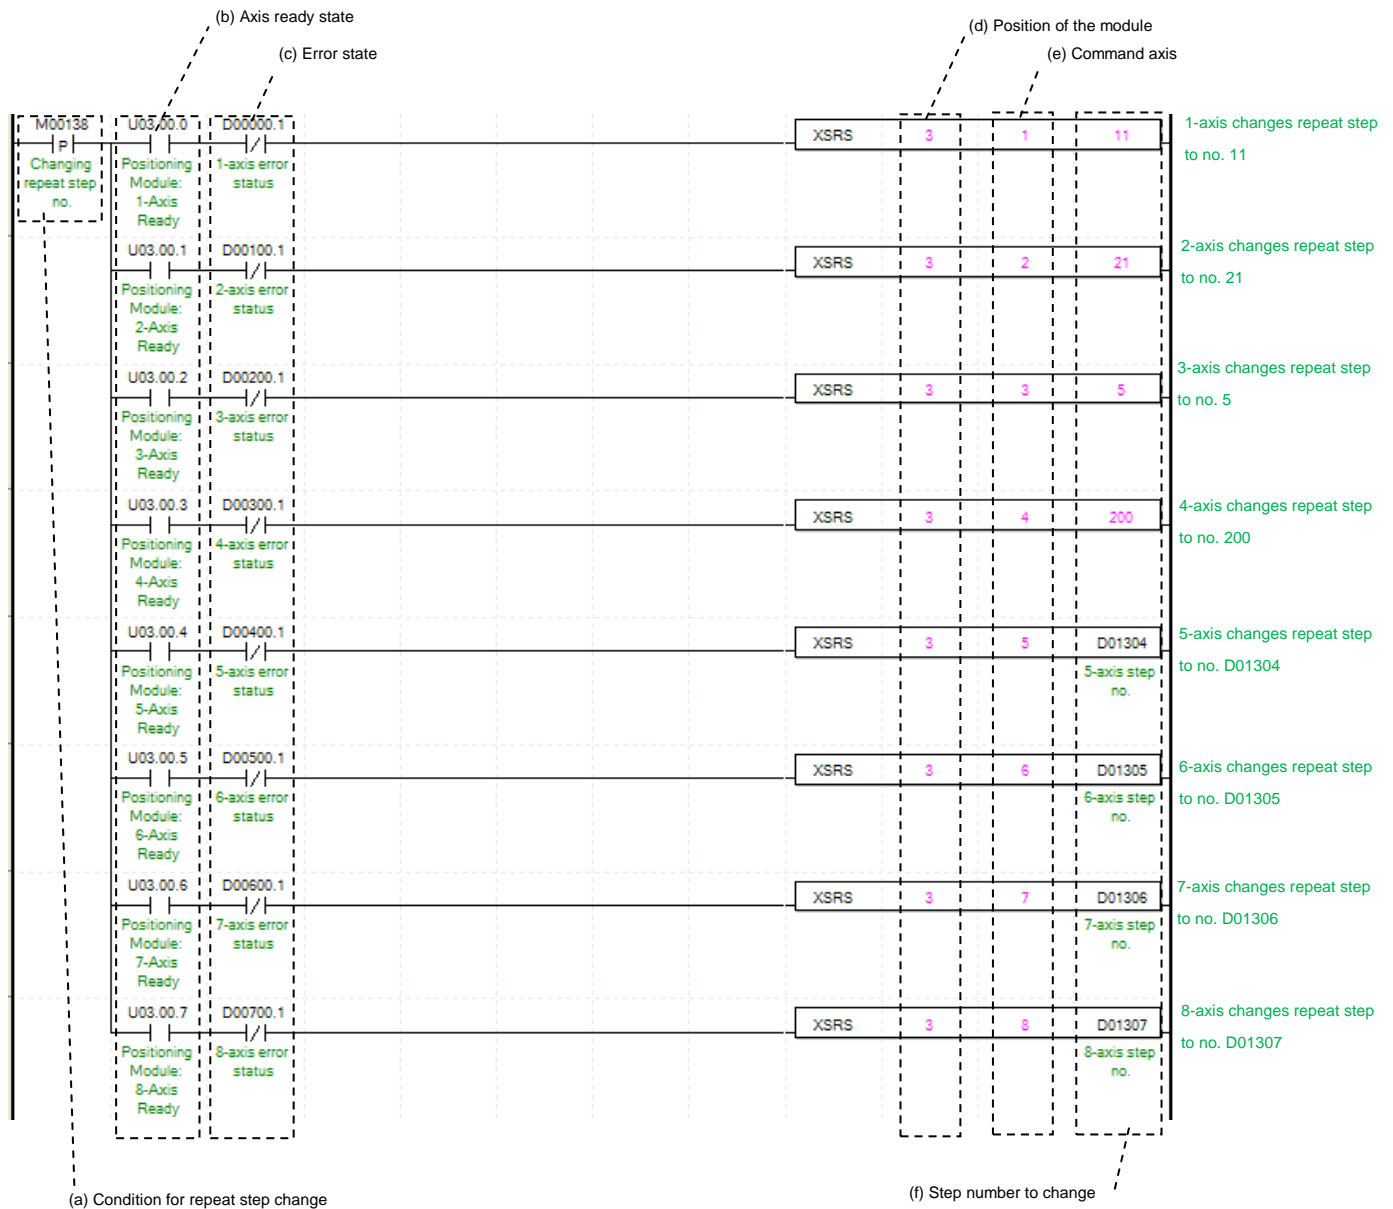 (b) Axis ready state
(c) Error state
(d) Position of the module
(e) Command axis
M00138
P
Changing
repeat step
no.
U03.00.0
Positioning
Module:
1-Axis
Ready
D00000.1
1-axis error
status
XSRS 3 1 11
1-axis changes repeat step
to no. 11
U03.00.1
Positioning
Module:
2-Axis
Ready
D00100.1
2-axis error
status
XSRS 3 2 21
2-axis changes repeat step
to no. 21
U03.00.2
Positioning
Module:
3-Axis
Ready
D00200.1
3-axis error
status
XSRS 3 3 5
3-axis changes repeat step
to no. 5
U03.00.3
Positioning
Module:
4-Axis
Ready
D00300.1
4-axis error
status
XSRS 3 4 200
4-axis changes repeat step
to no. 200
U03.00.4
Positioning
Module:
5-Axis
Ready
D00400.1
5-axis error
status
XSRS 3 5 D01304
5-axis step
no.
5-axis changes repeat step
to no. D01304
U03.00.5
Positioning
Module:
6-Axis
Ready
D00500.1
6-axis error
status
XSRS 3 6 D01305
6-axis step
no.
6-axis changes repeat step
to no. D01305
U03.00.6
Positioning
Module:
7-Axis
Ready
D00600.1
7-axis error
status
XSRS 3 7 D01306
7-axis step
no.
7-axis changes repeat step
to no. D01306
U03.00.7
Positioning
Module:
8-Axis
Ready
D00700.1
8-axis error
status
XSRS 3 8 D01307
8-axis step
no.
8-axis changes repeat step
to no. D01307
(a) Condition for repeat step change
(f) Step number to change